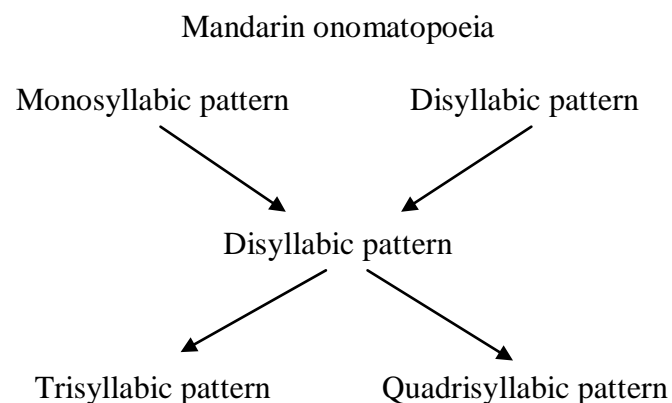 Mandarin onomatopoeia
Monosyllabic pattern Disyllabic pattern
Disyllabic pattern
Trisyllabic pattern Quadrisyllabic pattern